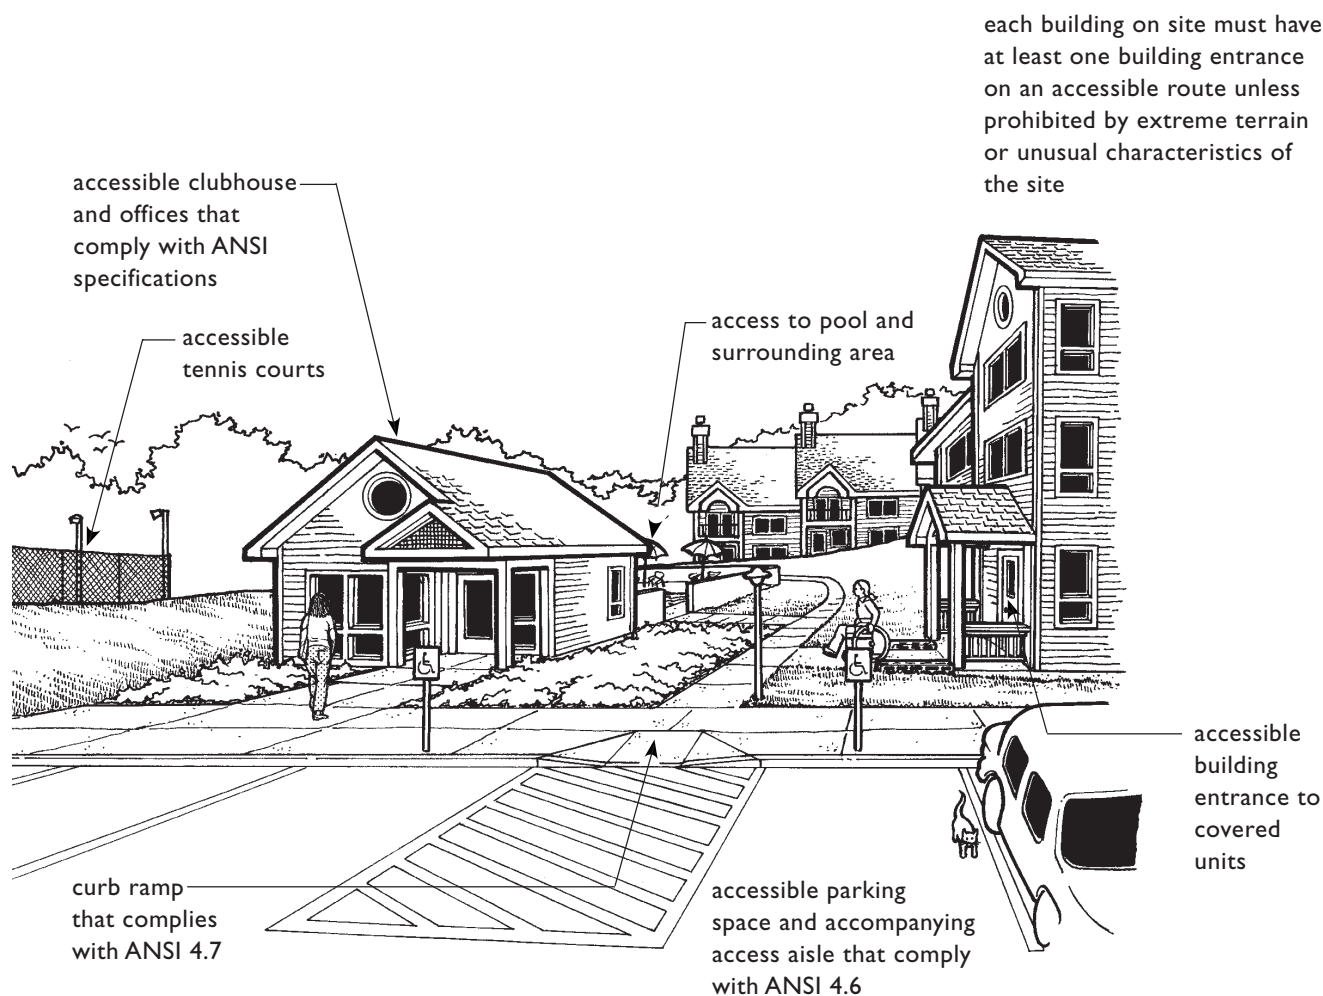 each building on site must have
at least one building entrance
on an accessible route unless
prohibited by extreme terrain
or unusual characteristics of
the site
accessible clubhouse
and offices that
comply with ANSI
specifications
accessible
tennis courts
access to pool and
surrounding area
accessible
building
entrance to
covered
units
curb ramp
that complies
with ANSI 4.7
accessible parking
space and accompanying
access aisle that comply
with ANSI 4.6